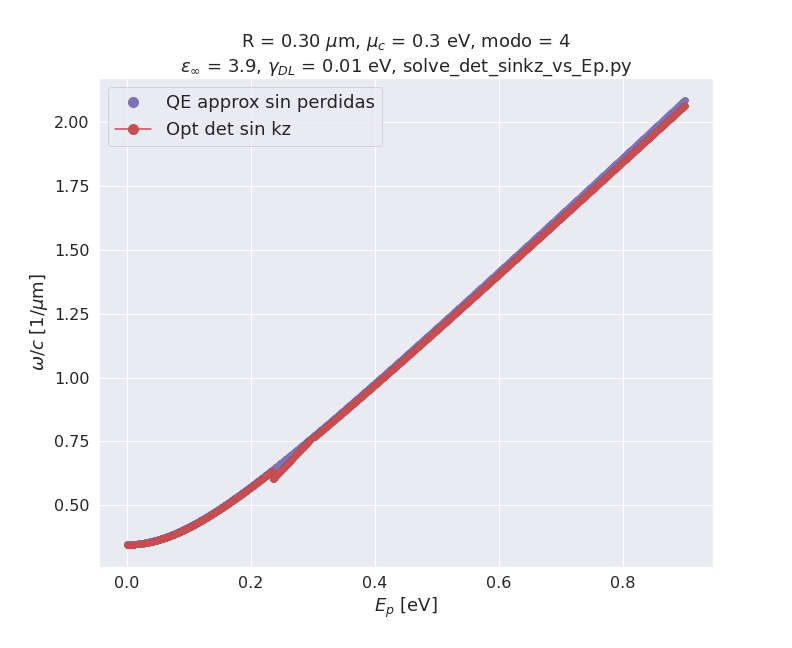 R = 0.30 μm, μ_c = 0.3 eV, modo = 4
ε_∞ = 3.9, γ_DL = 0.01 eV, solve_det_sinkz_vs_Ep.py
QE approx sin perdidas
Opt det sin kz
2.00
1.75
1.50
1.25
1.00
0.75
0.50
ω/c [1/μm]
0.0 0.2 0.4 0.6 0.8
E_p [eV]